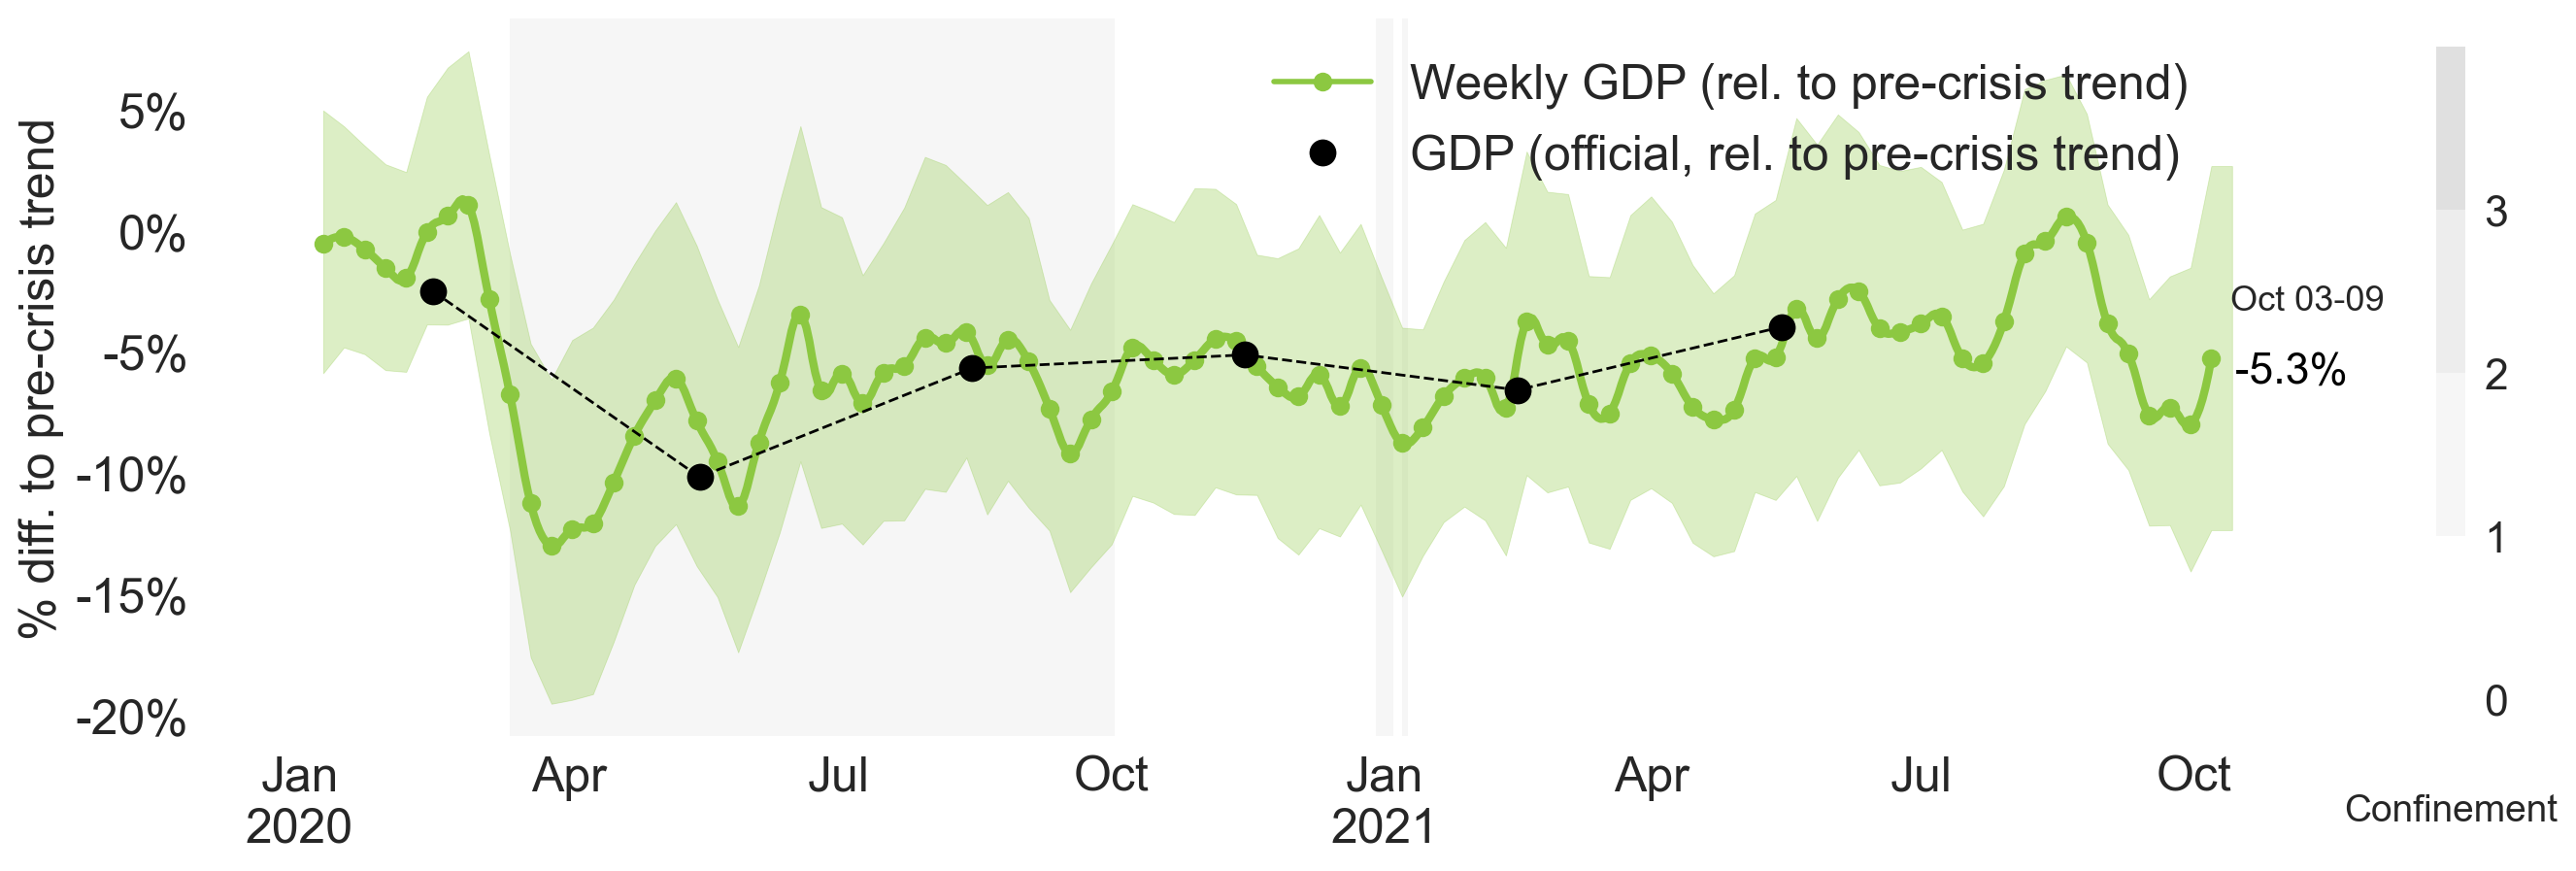 Weekly GDP (rel. to pre-crisis trend)
GDP (official, rel. to pre-crisis trend)
% diff. to pre-crisis trend
5%
0%
-5%
-10%
-15%
-20%
Jan
2020
Apr
Jul
Oct
Jan
2021
Apr
Jul
Oct
Oct 03-09
-5.3%
3
2
1
0
Confinement